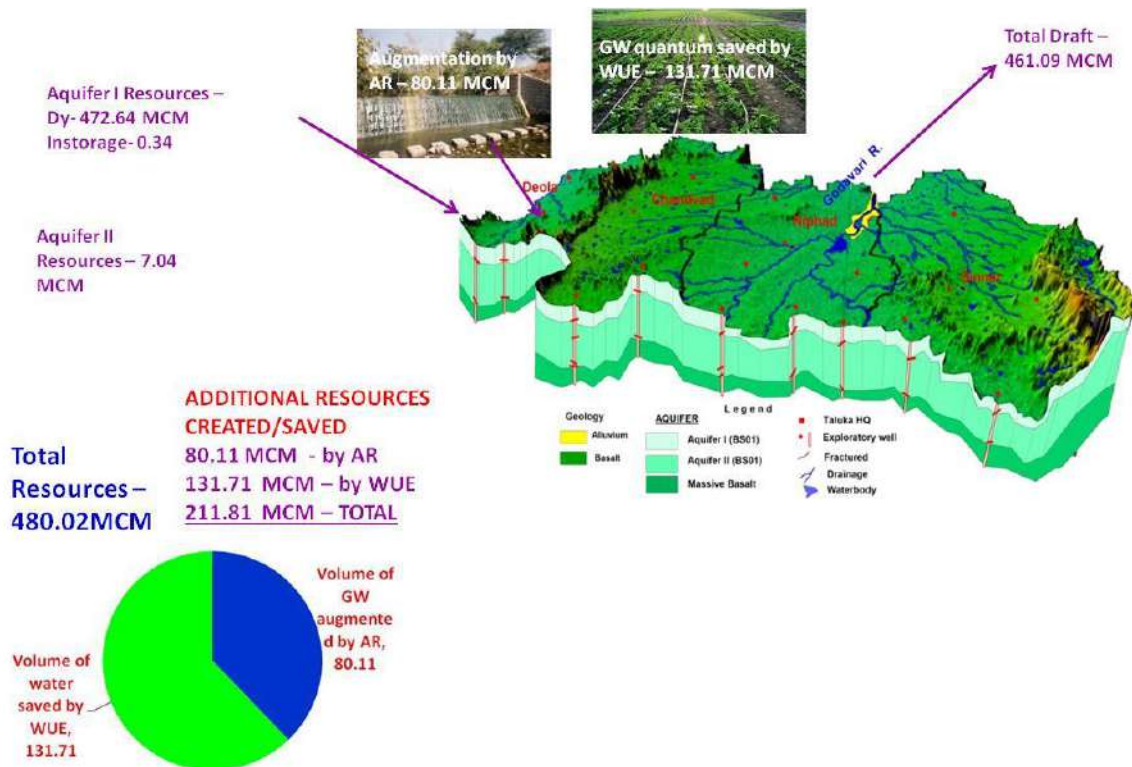 Augmentation by
AR – 80.11 MCM
GW quantum saved by
WUE – 131.71 MCM
Total Draft –
461.09 MCM
Aquifer I Resources –
Dy- 472.64 MCM
Instorage- 0.34
Aquifer II
Resources – 7.04
MCM
Deola
Chandvad
Niphad
Godavari R.
Sinnar
Legend
Geology
Alluvium
Basalt
AQUIFER
Aquifer I (BS01)
Aquifer II (BS01)
Massive Basalt
Taluka HQ
Exploratory well
Fractured
Drainage
Waterbody
ADDITIONAL RESOURCES
CREATED/SAVED
80.11 MCM - by AR
131.71 MCM – by WUE
211.81 MCM – TOTAL
Total
Resources –
480.02MCM
Volume of
GW
augmente
d by AR,
80.11
Volume of
water
saved by
WUE,
131.71